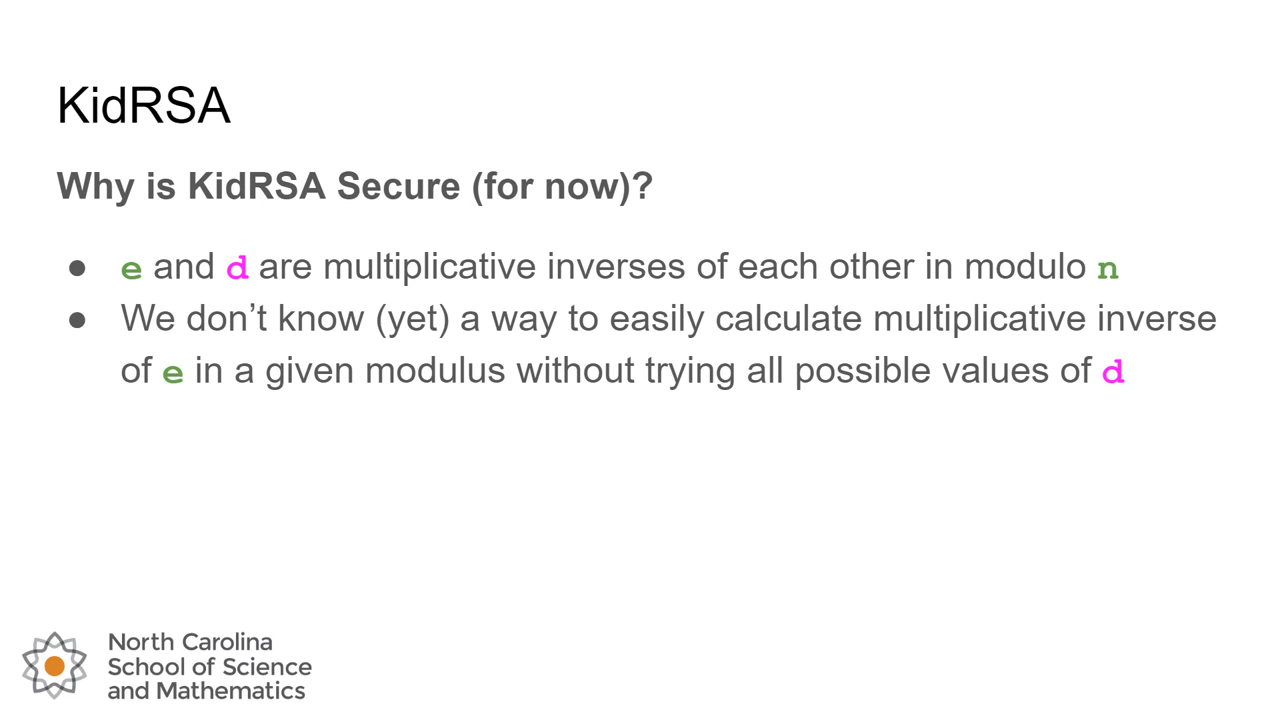 KidRSA
Why is KidRSA Secure (for now)?
● e and d are multiplicative inverses of each other in modulo n
● We don’t know (yet) a way to easily calculate multiplicative inverse
of e in a given modulus without trying all possible values of d
North Carolina
School of Science
and Mathematics